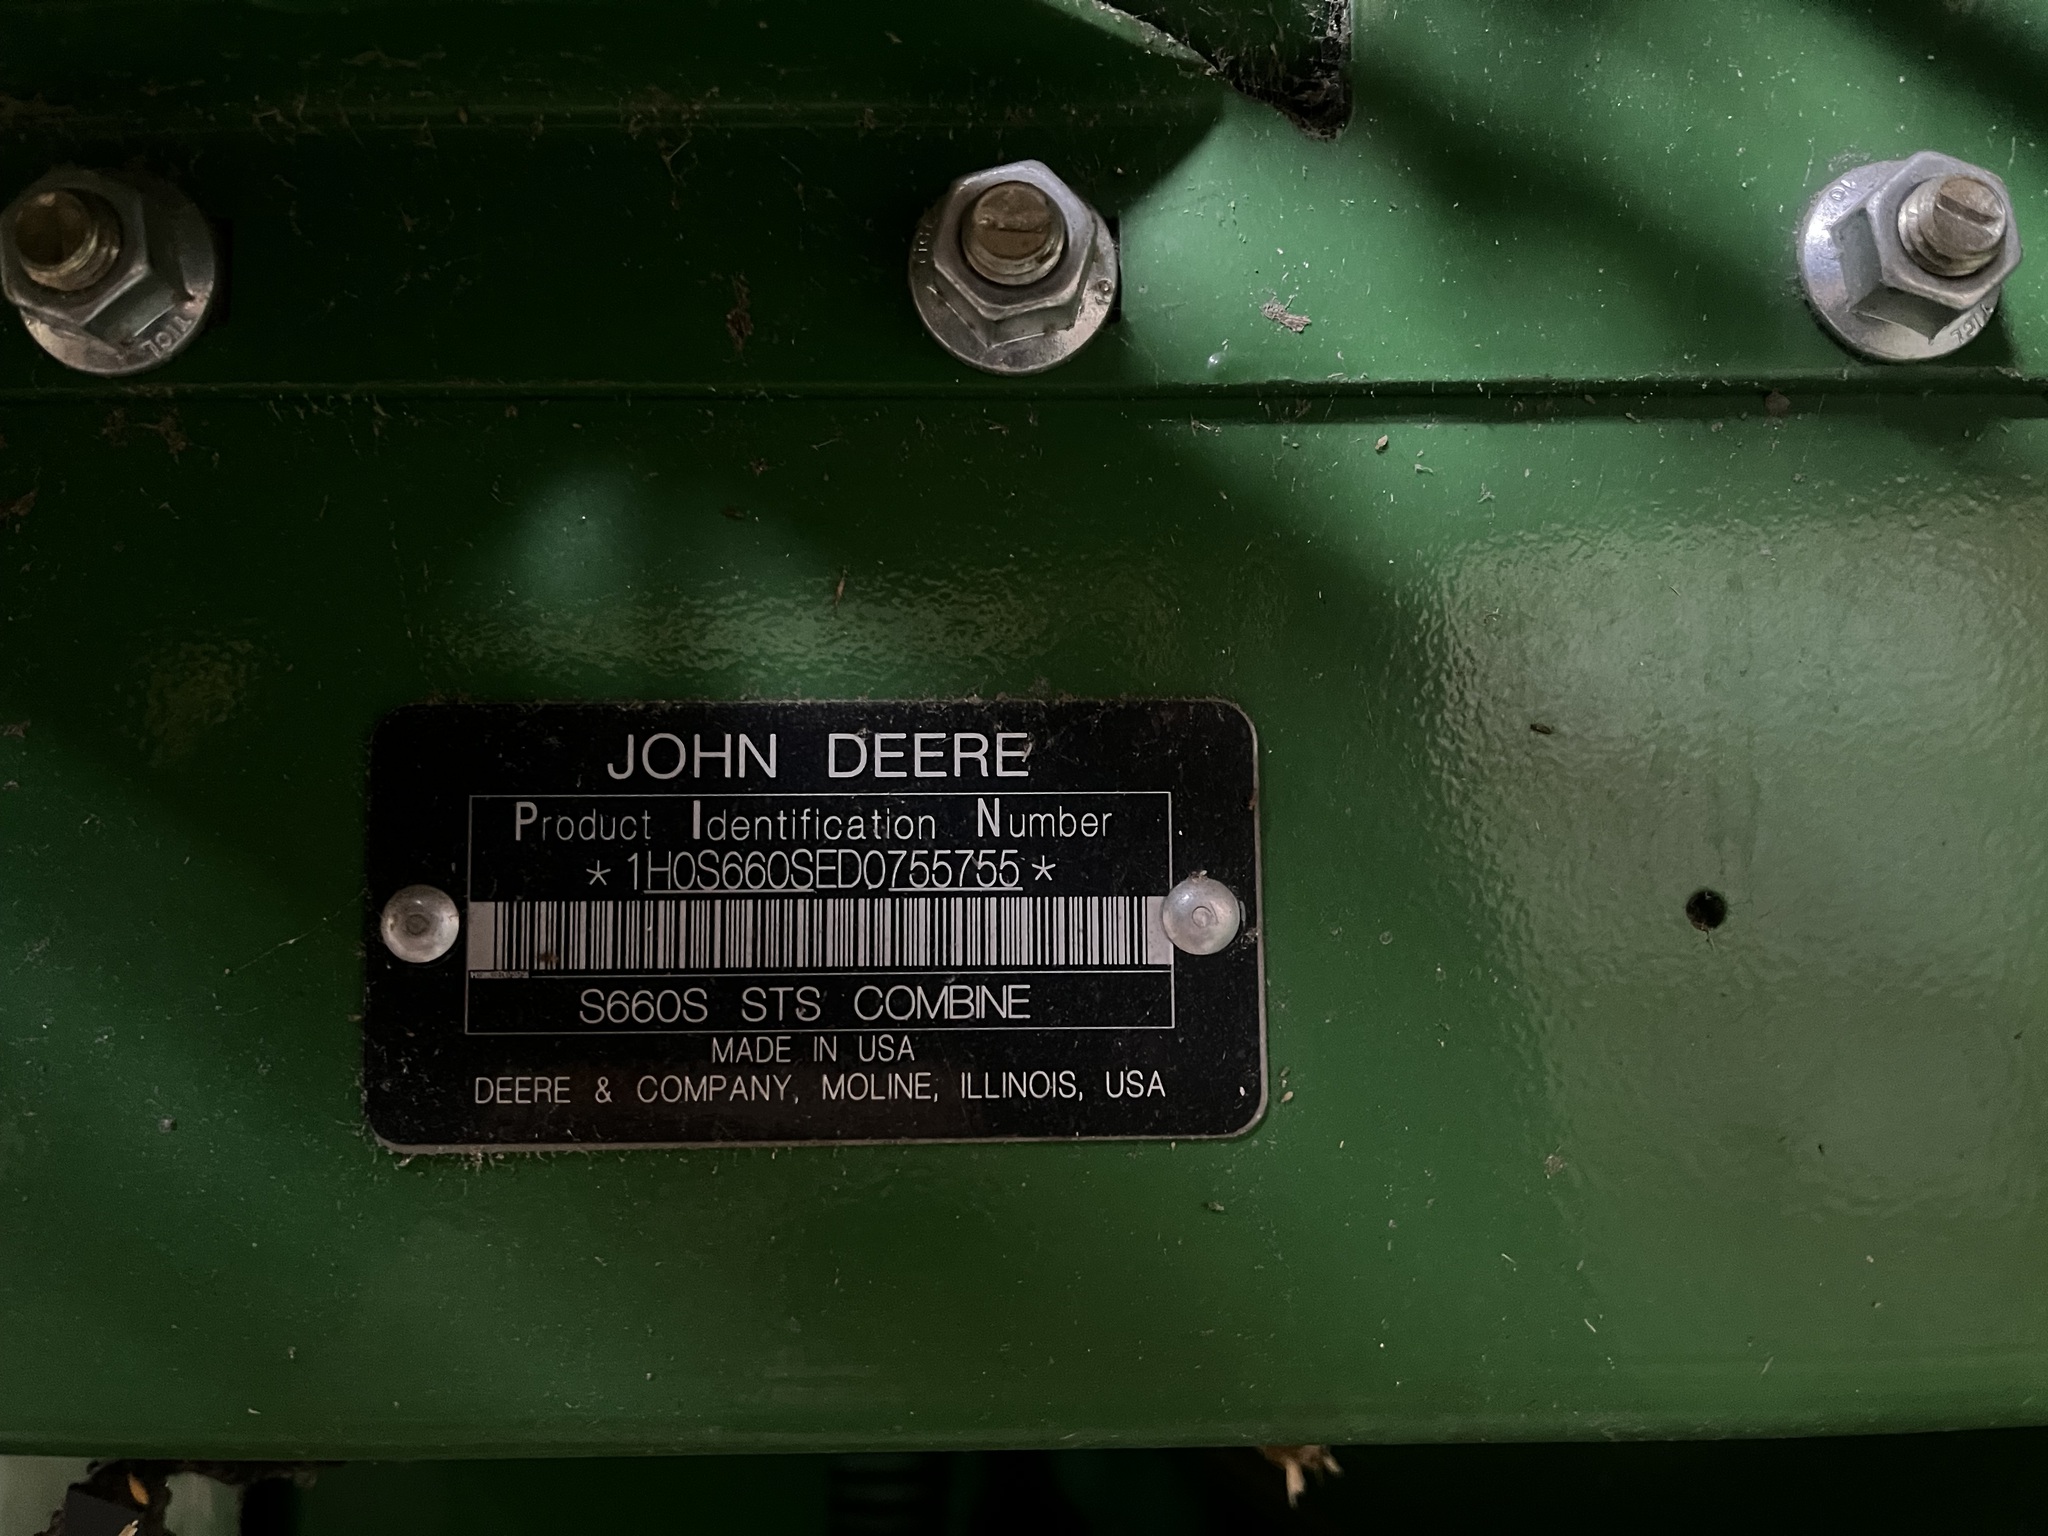 JOHN DEERE
Product Identification Number
*1H0S660SED0755755*
S660S STS COMBINE
MADE IN USA
DEERE & COMPANY, MOLINE, ILLINOIS, USA